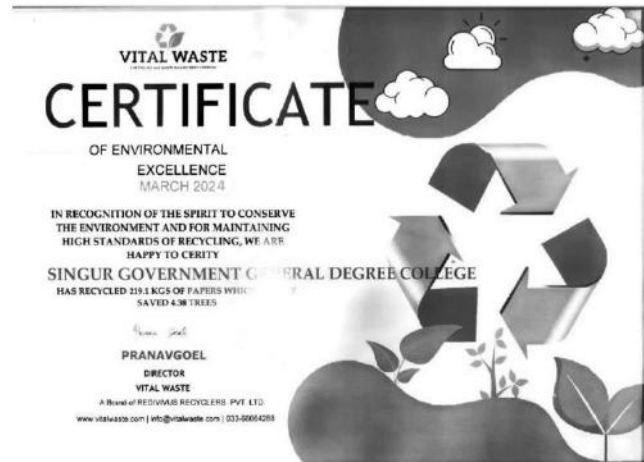 VITAL WASTE
CERTIFICATE
OF ENVIRONMENTAL
EXCELLENCE
MARCH 2024
IN RECOGNITION OF THE SPIRIT TO CONSERVE
THE ENVIRONMENT AND FOR MAINTAINING
HIGH STANDARDS OF RECYCLING, WE ARE
HAPPY TO CERITY
SINGUR GOVERNMENT GENERAL DEGREE COLLEGE
HAS RECYCLED 219.1 KGS OF PAPERS
SAVED 4.38 TREES
PRANAVGOEL
DIRECTOR
VITAL WASTE
A Brand of REDIVIVUS RECYCLERS PVT. LTD.
www.vitalwaste.com | info@vitalwaste.com | 033-66064288